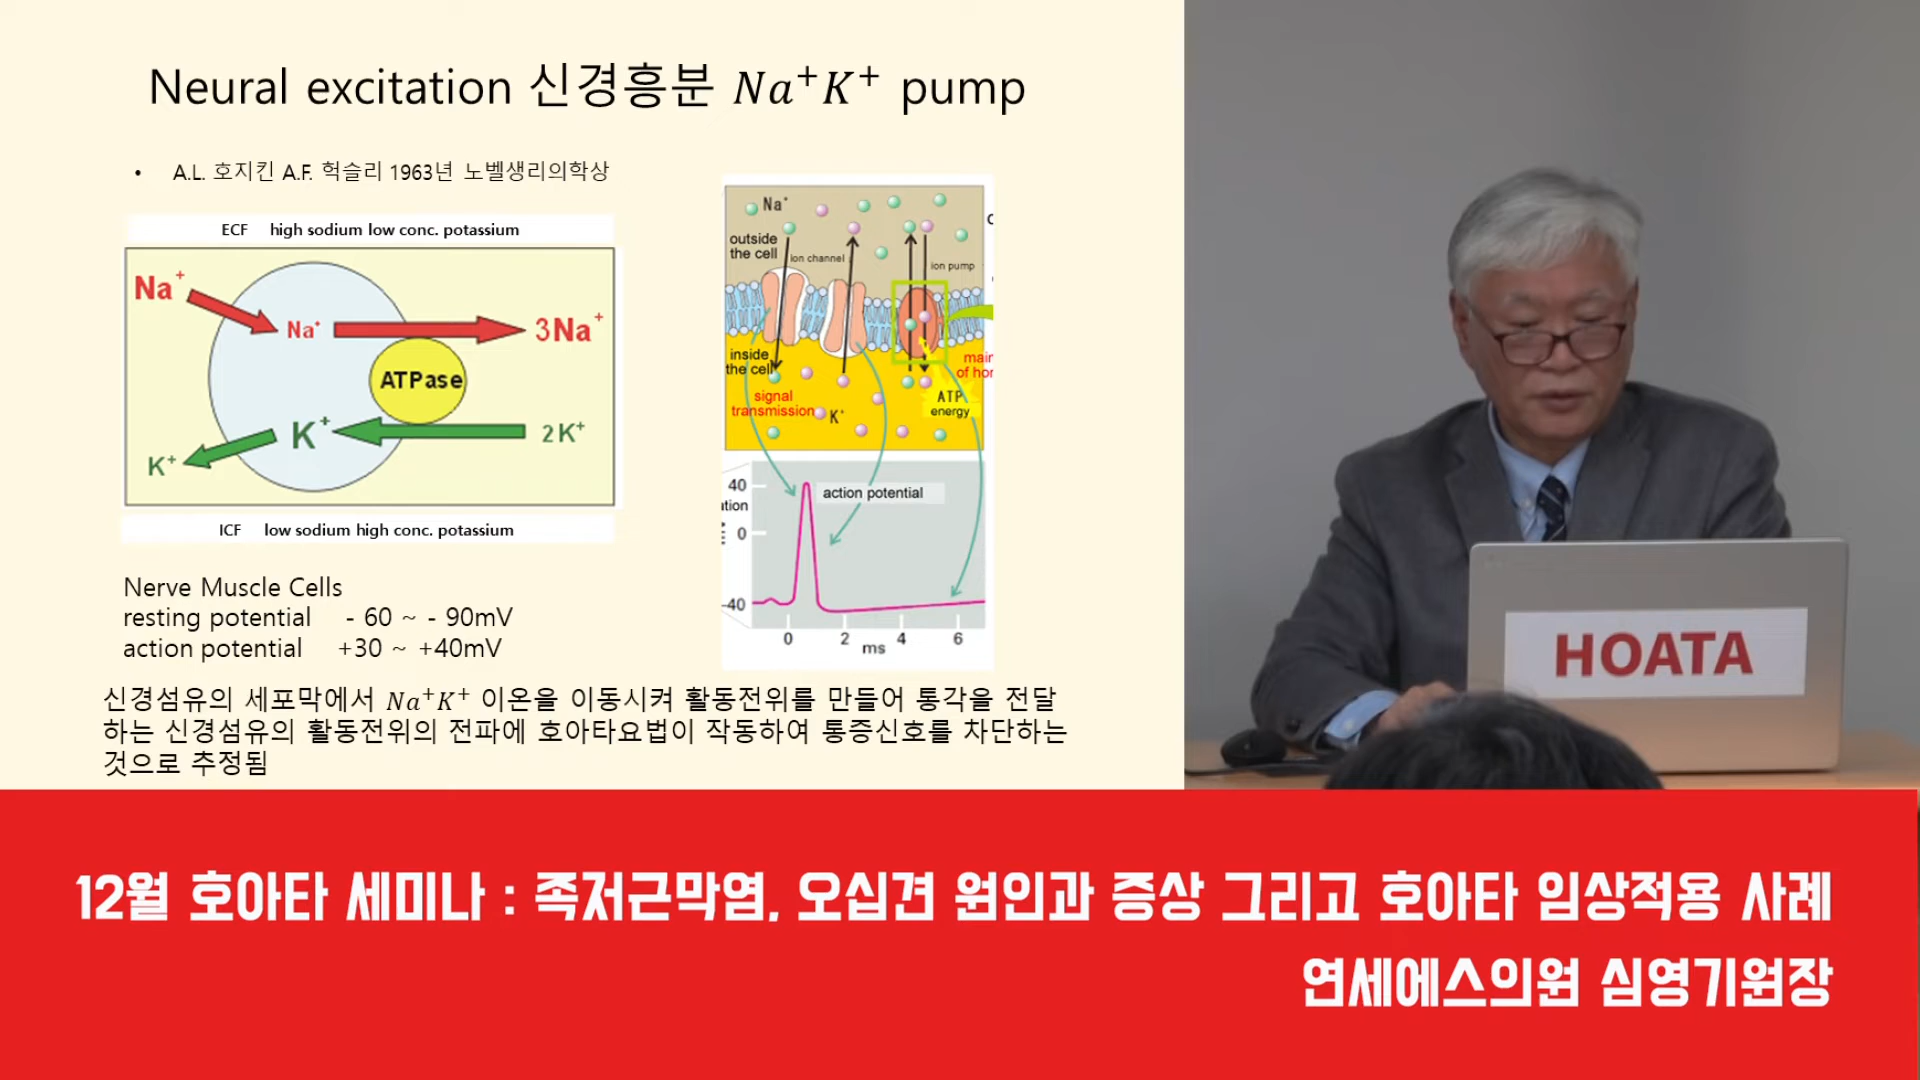 Neural excitation 신경흥분 Na⁺K⁺ pump
• A.L. 호지킨 A.F. 헉슬리 1963년 노벨생리의학상
ECF high sodium low conc. potassium
Na⁺
Na⁺
3Na⁺
ATPase
K⁺
2K⁺
K⁺
ICF low sodium high conc. potassium
Nerve Muscle Cells
resting potential - 60 ~ - 90mV
action potential +30 ~ +40mV
Na⁺
outside
the cell
ion channel
ion pump
inside
the cell
signal
transmission
K⁺
ATP
energy
of
40
action potential
0
-40
0 2 4 6
ms
신경섬유의 세포막에서 Na⁺K⁺ 이온을 이동시켜 활동전위를 만들어 통각을 전달
하는 신경섬유의 활동전위의 전파에 호아타요법이 작동하여 통증신호를 차단하는
것으로 추정됨
HOATA
12월 호아타 세미나 : 족저근막염, 오십견 원인과 증상 그리고 호아타 임상적용 사례
연세에스의원 심영기원장